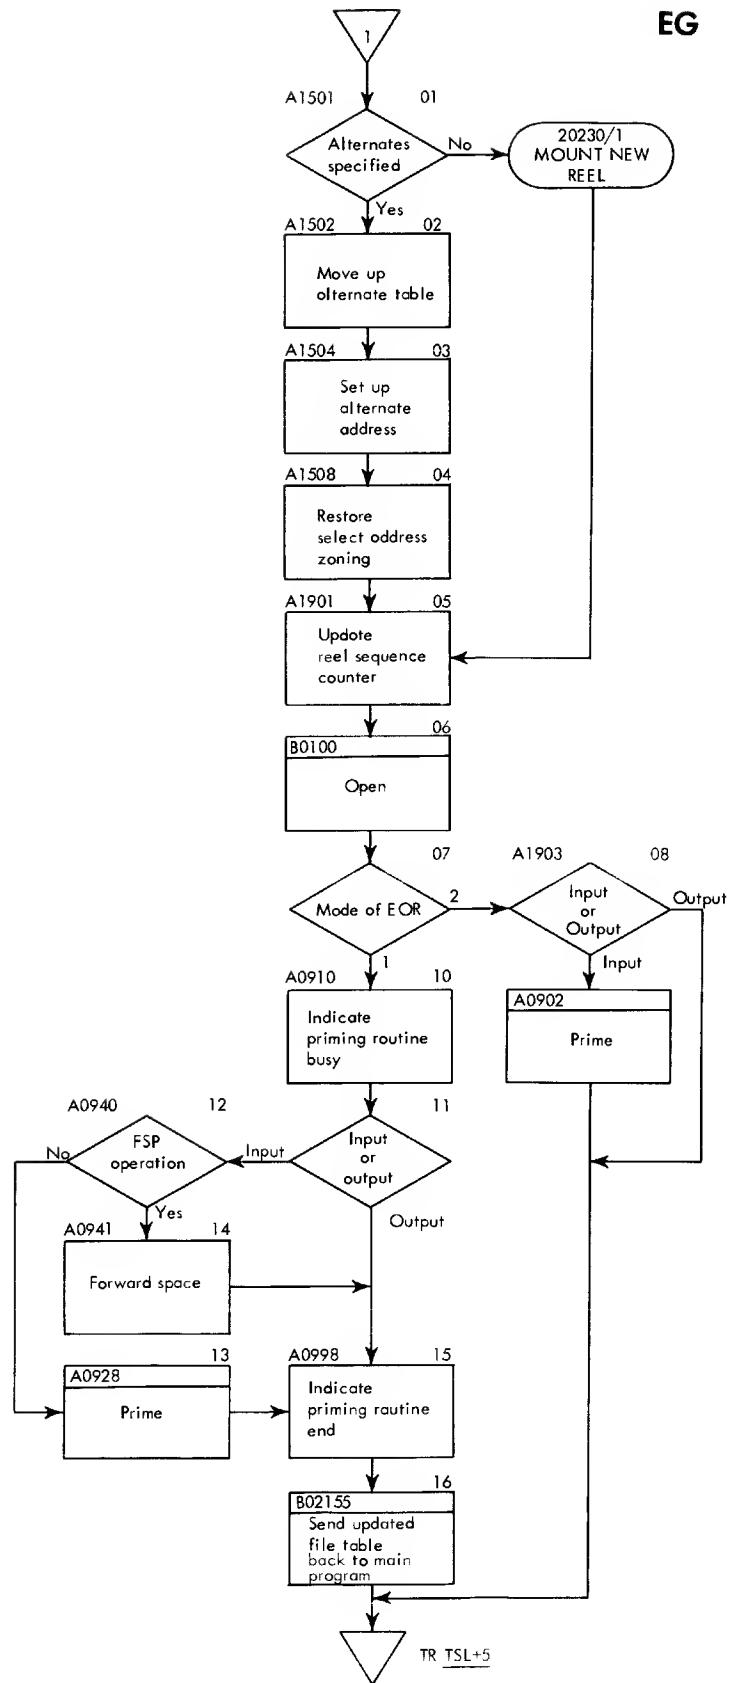 EG
1
A1501 01
Alternates
specified
No
20230/1
MOUNT NEW
REEL
Yes
A1502 02
Move up
olternate table
A1504 03
Set up
alternate
address
A1508 04
Restore
select oddress
zoning
A1901 05
Updote
reel sequence
counter
06
B0100
Open
07
Mode of EOR
2
A1903 08
Input
or
Output
Output
Input
1
A0910 10
Indicate
priming routine
busy
A0902
Prime
11
Input
or
output
Input
A0940 12
FSP
operation
No
Yes
Output
A0941 14
Forward space
13
A0928
Prime
A0998 15
Indicate
priming rautine
end
16
B02155
Send updated
file table
back to main
program
TR TSL+5